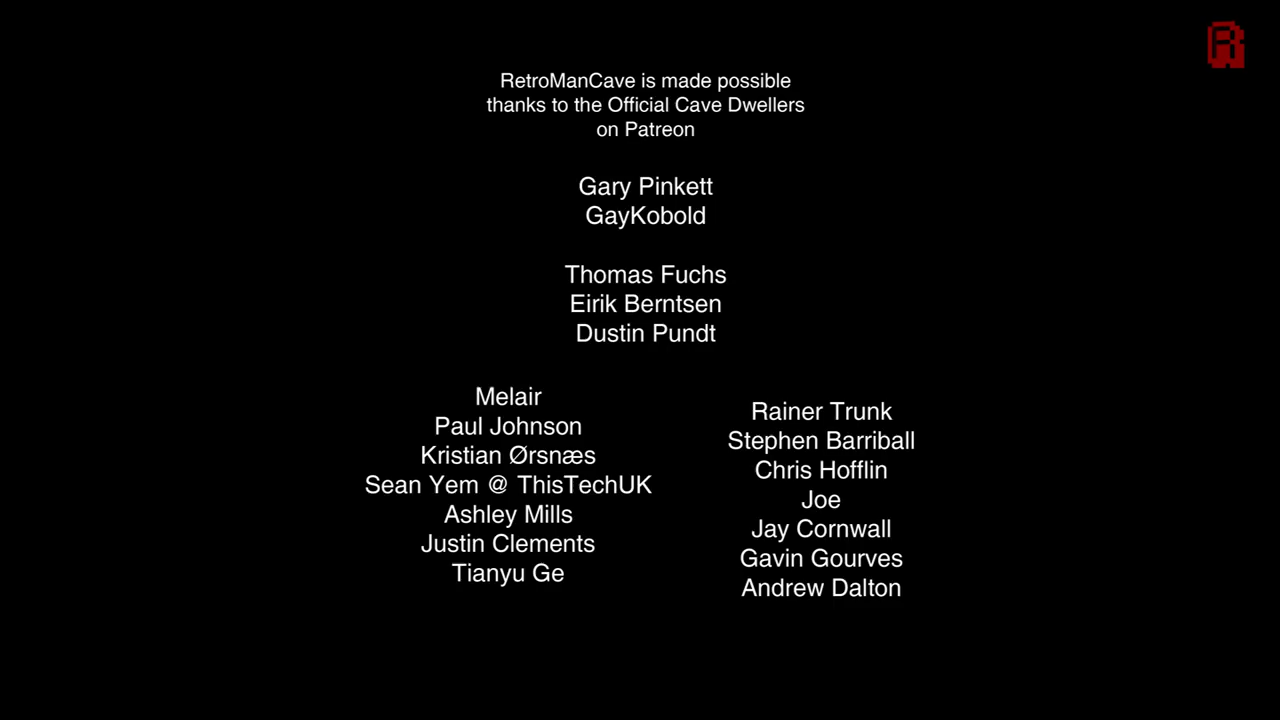 RetroManCave is made possible
thanks to the Official Cave Dwellers
on Patreon
Gary Pinkett
GayKobold
Thomas Fuchs
Eirik Berntsen
Dustin Pundt
Melair
Paul Johnson
Kristian Ørsnæs
Sean Yem @ ThisTechUK
Ashley Mills
Justin Clements
Tianyu Ge
Rainer Trunk
Stephen Barriball
Chris Hofflin
Joe
Jay Cornwall
Gavin Gourves
Andrew Dalton